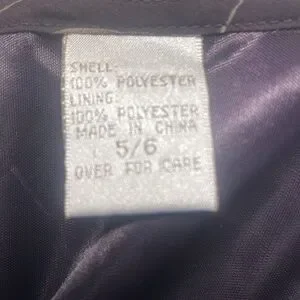 SHELL:
100% POLYESTER
LINING:
100% POLYESTER
MADE IN CHINA
5/6
OVER FOR CARE